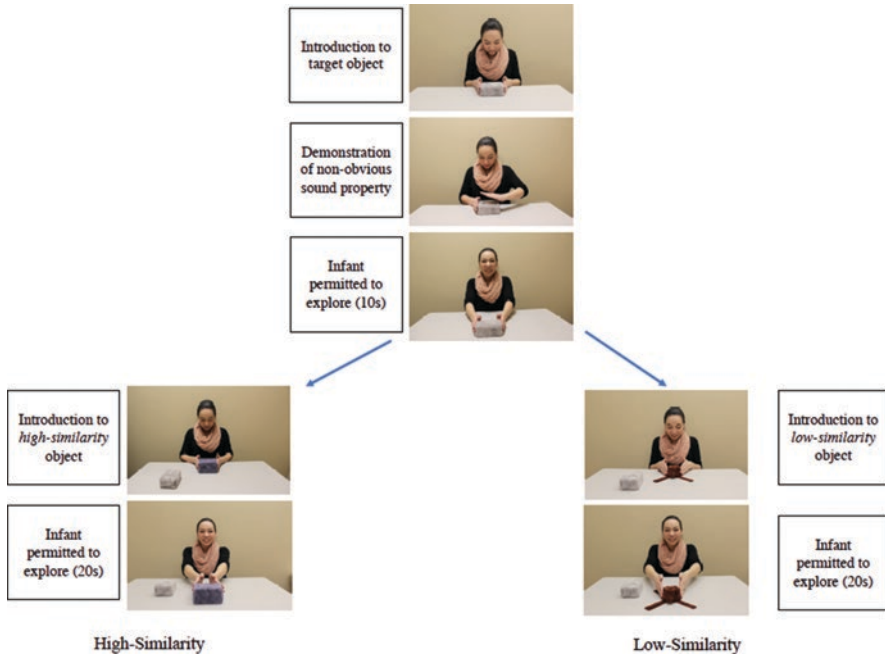 Introduction to
target object
Demonstration
of non-obvious
sound property
Infant
permitted to
explore (10s)
Introduction to
high-similarity
object
Infant
permitted to
explore (20s)
High-Similarity
Introduction to
low-similarity
object
Infant
permitted to
explore (20s)
Low-Similarity